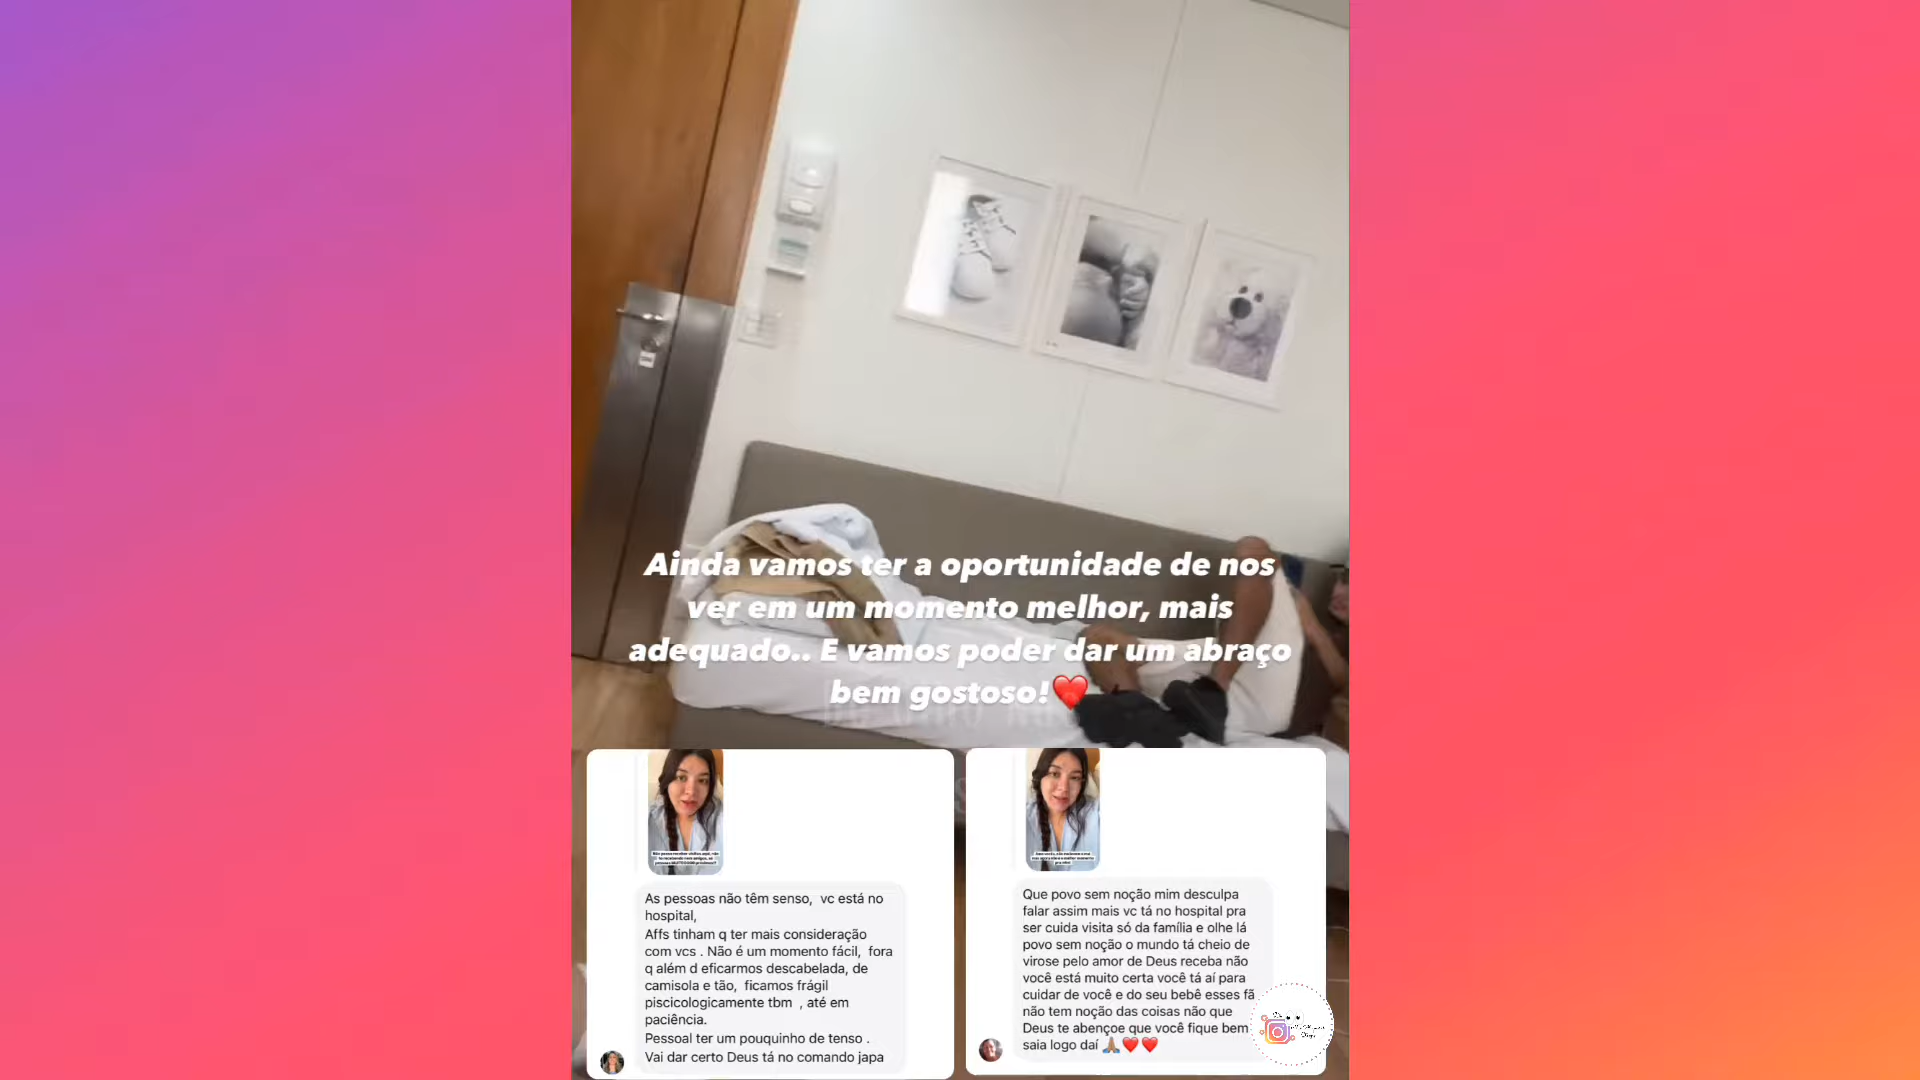 Ainda vamos ter a oportunidade de nos
ver em um momento melhor, mais
adequado.. E vamos poder dar um abraço
bem gostoso!❤️
As pessoas não têm senso, vc está no
hospital,
Affs tinham q ter mais consideração
com vcs . Não é um momento fácil, fora
q além d eficarmos descabelada, de
camisola e tão, ficamos frágil
piscicologicamente tbm , até em
paciência.
Pessoal ter um pouquinho de tenso .
Vai dar certo Deus tá no comando japa
Que povo sem noção mim desculpa
falar assim mais vc tá no hospital pra
ser cuida visita só da família e olhe lá
povo sem noção o mundo tá cheio de
virose pelo amor de Deus receba não
você está muito certa você tá aí para
cuidar de você e do seu bebê esses fã
não tem noção das coisas não que
Deus te abençoe que você fique bem
saia logo daí 🙏🏽❤️❤️